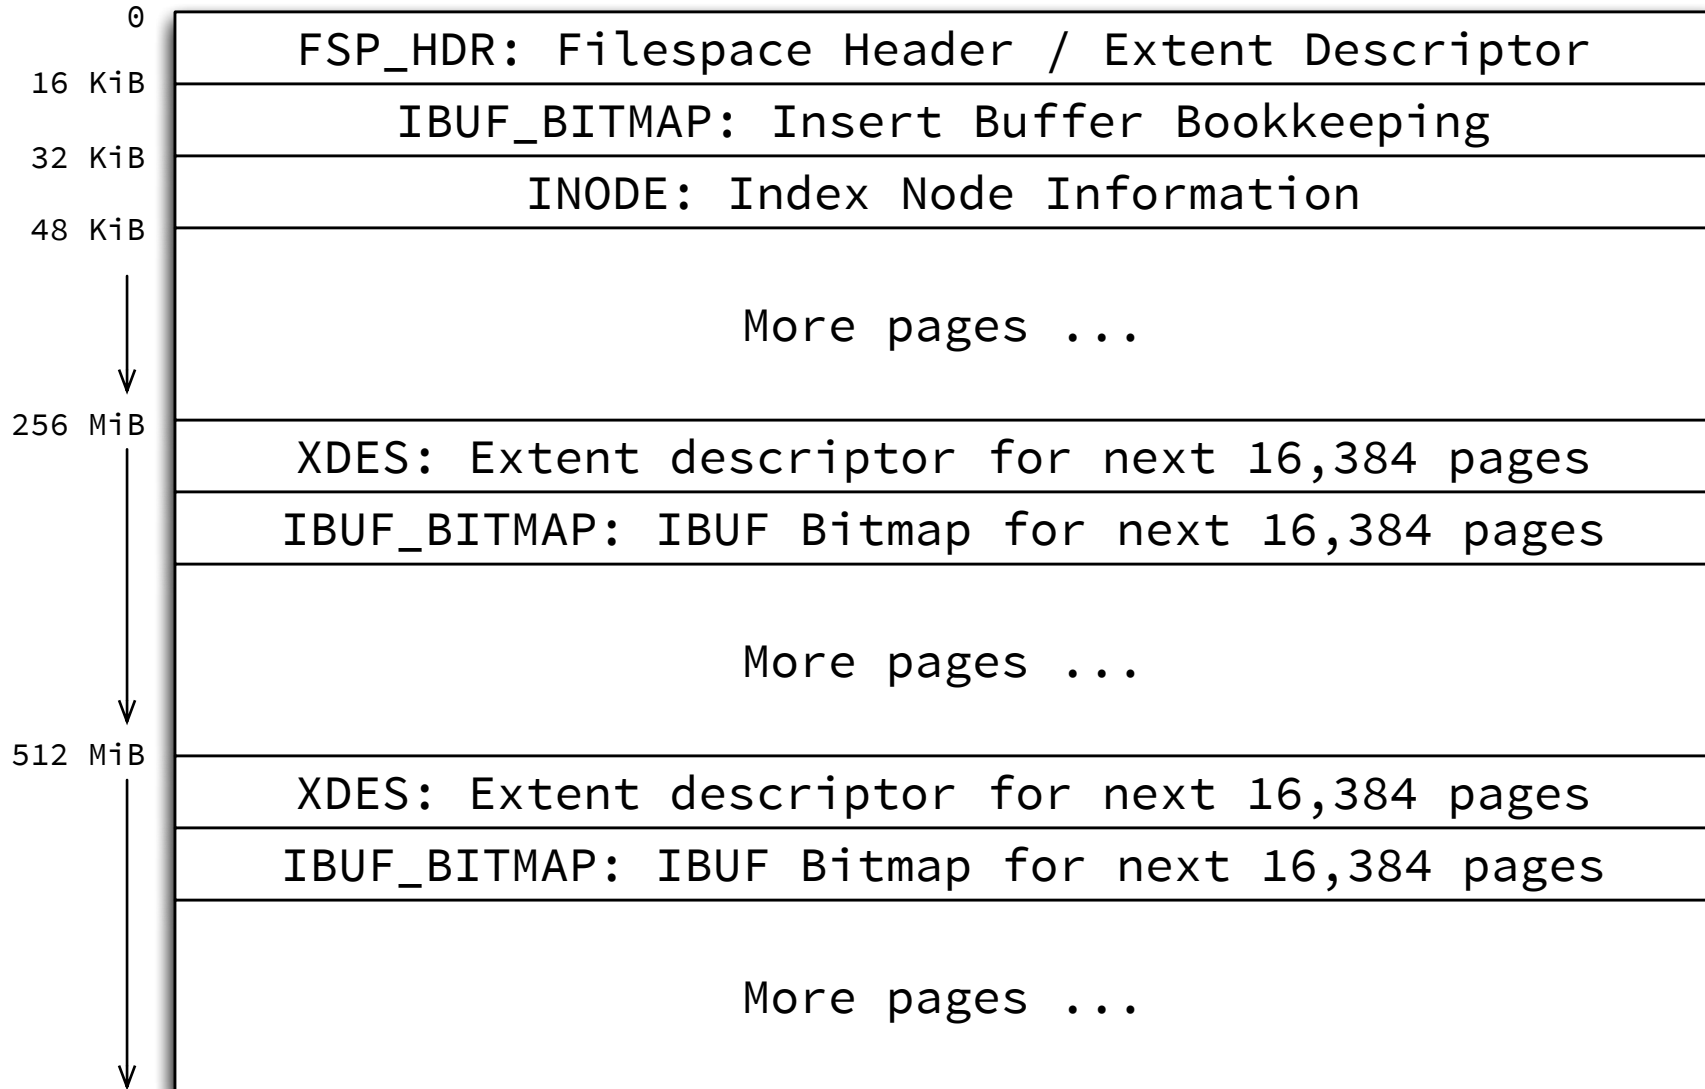 0
FSP_HDR: Filespace Header / Extent Descriptor
16 KiB
IBUF_BITMAP: Insert Buffer Bookkeeping
32 KiB
INODE: Index Node Information
48 KiB
More pages ...
256 MiB
XDES: Extent descriptor for next 16,384 pages
IBUF_BITMAP: IBUF Bitmap for next 16,384 pages
More pages ...
512 MiB
XDES: Extent descriptor for next 16,384 pages
IBUF_BITMAP: IBUF Bitmap for next 16,384 pages
More pages ...